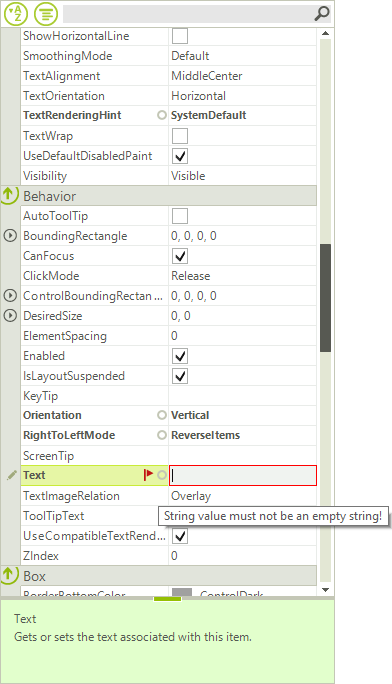 A
Z
ShowHorizontalLine
SmoothingMode Default
TextAlignment MiddleCenter
TextOrientation Horizontal
TextRenderingHint SystemDefault
TextWrap
UseDefaultDisabledPaint
Visibility Visible
Behavior
AutoToolTip
BoundingRectangle 0, 0, 0, 0
CanFocus
ClickMode Release
ControlBoundingRectan ... 0, 0, 0, 0
DesiredSize 0, 0
ElementSpacing 0
Enabled
IsLayoutSuspended
KeyTip
Orientation Vertical
RightToLeftMode ReverseItems
ScreenTip
Text
TextImageRelation Overlay
ToolTipText String value must not be an empty string!
UseCompatibleTextRend...
ZIndex 0
Box
BorderBottomColor ControlDark
Text
Gets or sets the text associated with this item.